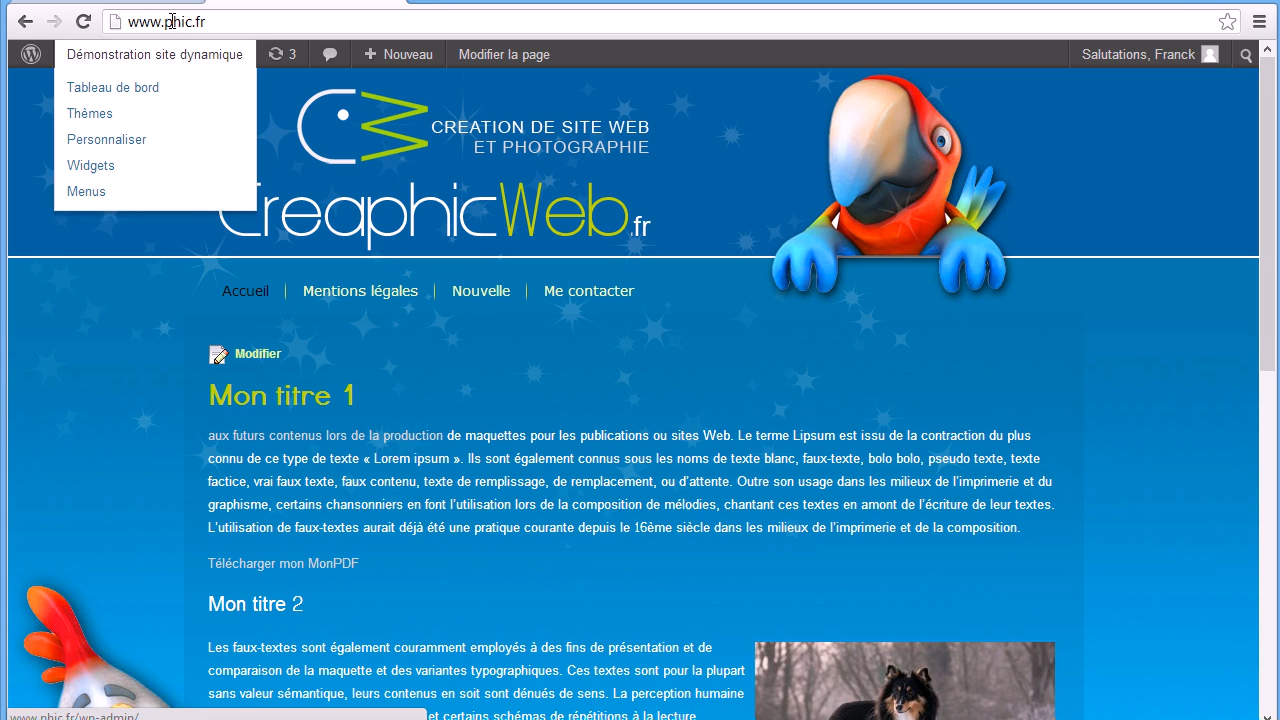 www.phic.fr
Démonstration site dynamique
3
Nouveau
Modifier la page
Salutations, Franck
Tableau de bord
Thèmes
Personnaliser
Widgets
Menus
CREATION DE SITE WEB
ET PHOTOGRAPHIE
CreaphicWeb.fr
Accueil
Mentions légales
Nouvelle
Me contacter
Modifier
Mon titre 1
aux futurs contenus lors de la production de maquettes pour les publications ou sites Web. Le terme Lipsum est issu de la contraction du plus
connu de ce type de texte « Lorem ipsum ». Ils sont également connus sous les noms de texte blanc, faux-texte, bolo bolo, pseudo texte, texte
factice, vrai faux texte, faux contenu, texte de remplissage, de remplacement, ou d'attente. Outre son usage dans les milieux de l'imprimerie et du
graphisme, certains chansonniers en font l'utilisation lors de la composition de mélodies, chantant ces textes en amont de l'écriture de leur textes.
L'utilisation de faux-textes aurait déjà été une pratique courante depuis le 16ème siècle dans les milieux de l'imprimerie et de la composition.
Télécharger mon MonPDF
Mon titre 2
Les faux-textes sont également couramment employés à des fins de présentation et de
comparaison de la maquette et des variantes typographiques. Ces textes sont pour la plupart
sans valeur sémantique, leurs contenus en soit sont dénués de sens. La perception humaine
et certains schémas de répétitions à la lecture
www.phic.fr/wp-admin/